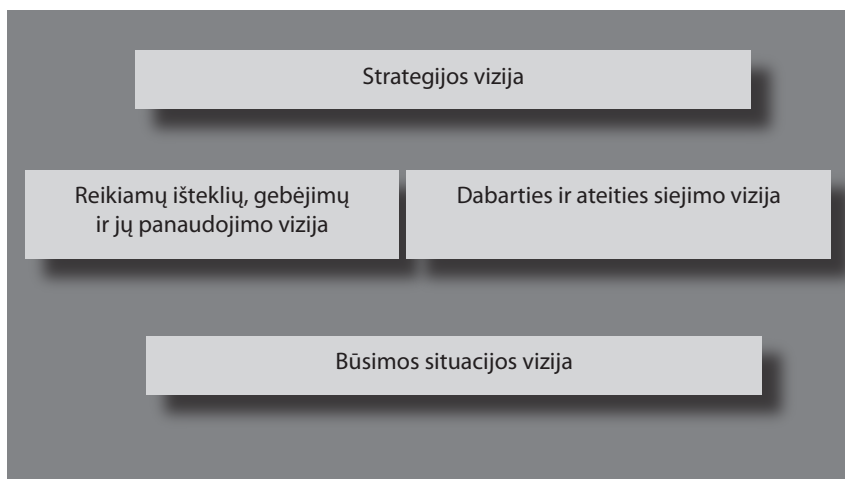 Strategijos vizija
Reikiamų išteklių, gebėjimų
ir jų panaudojimo vizija
Dabarties ir ateities siejimo vizija
Būsimos situacijos vizija